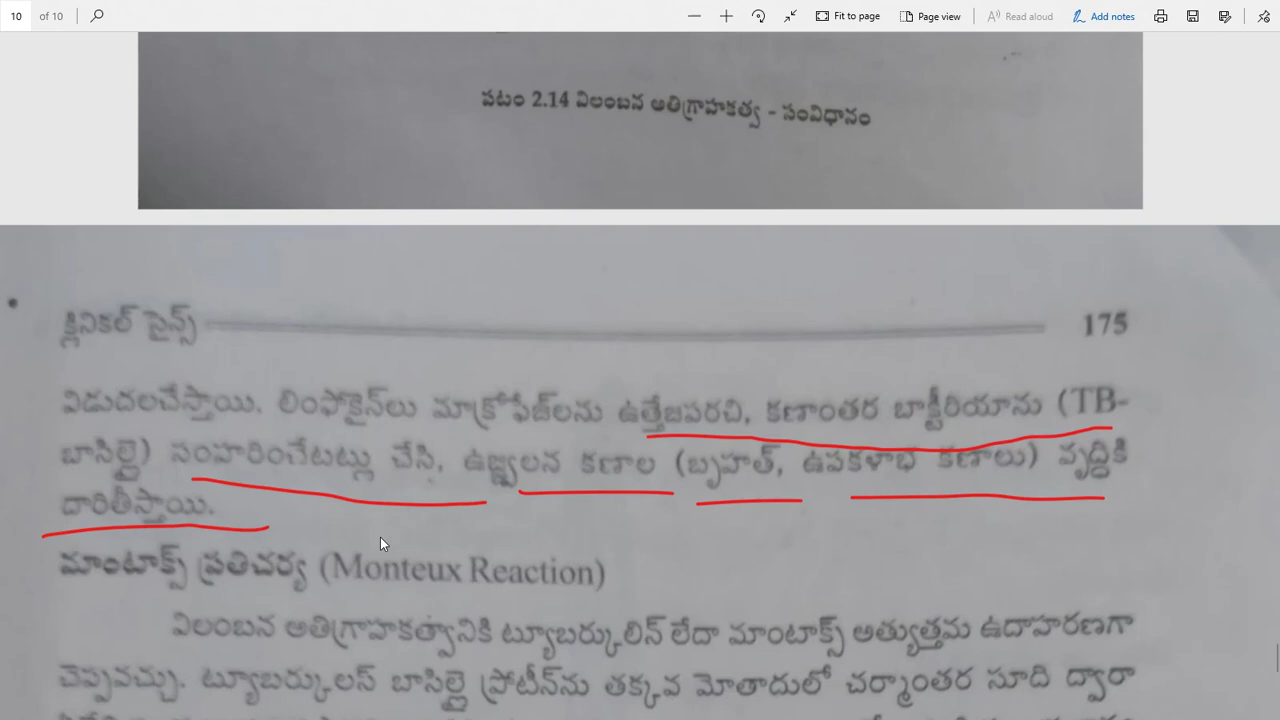 10 of 10 Fit to page Page view Read aloud Add notes
పటం 2.14 విలంబన అతిగ్రాహకత్వ - సంవిధానం
క్లినికల్ సైన్స్ 175
విడుదలచేస్తాయి. లింఫోకైన్‌లు మాక్రోఫేజ్‌లను ఉత్తేజపరచి, కణాంతర బాక్టీరియాను (TB-
బాసిల్లై) సంహరించేటట్లు చేసి, ఉజ్జ్వలన కణాల (బృహత్, ఉపకళాభ కణాలు) వృద్ధికి
దారితీస్తాయి.
మాంటాక్స్ ప్రతిచర్య (Monteux Reaction)
విలంబన అతిగ్రాహకత్వానికి ట్యూబర్కులిన్ లేదా మాంటాక్స్ అత్యుత్తమ ఉదాహరణగా
చెప్పవచ్చు. ట్యూబర్కులస్ బాసిల్లై ప్రోటీన్‌ను తక్కవ మోతాదులో చర్మాంతర సూది ద్వారా